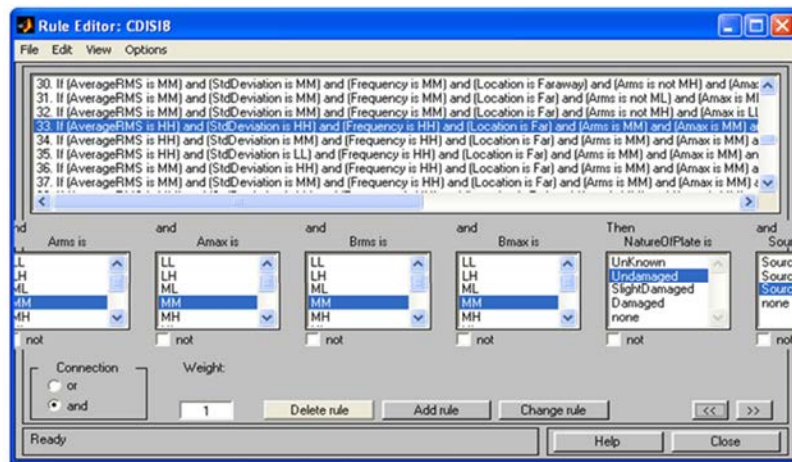 Rule Editor: CDISI8
File Edit View Options
30. If (AverageRMS is MM) and (StdDeviation is MM) and (Frequency is MM) and (Location is Faraway) and (Arms is not MH) and (Amax
31. If (AverageRMS is MM) and (StdDeviation is MM) and (Frequency is MM) and (Location is Far) and (Arms is not ML) and (Amax is Ml
32. If (AverageRMS is MM) and (StdDeviation is MM) and (Frequency is MM) and (Location is Far) and (Arms is not MH) and (Amax is LL
33. If (AverageRMS is HH) and (StdDeviation is HH) and (Frequency is HH) and (Location is Far) and (Arms is MM) and (Amax is MM) a
34. If (AverageRMS is HH) and (StdDeviation is MM) and (Frequency is HH) and (Location is Far) and (Arms is MM) and (Amax is MM) a
35. If (AverageRMS is HH) and (StdDeviation is LL) and (Frequency is HH) and (Location is Far) and (Arms is MM) and (Amax is MM) an
36. If (AverageRMS is MM) and (StdDeviation is HH) and (Frequency is HH) and (Location is Far) and (Arms is MM) and (Amax is MM) a
37. If (AverageRMS is MM) and (StdDeviation is MM) and (Frequency is HH) and (Location is Far) and (Arms is MM) and (Amax is MM) a
nd and and and Then and
Arms is Amax is Brms is Bmax is NatureOfPlate is Sour
LL LL LL LL UnKnown Sourc
LH LH LH LH Undamaged Sourc
ML ML ML ML SlightDamaged Sourc
MM MM MM MM Damaged none
MH MH MH MH none
not not not not not not
Connection Weight:
or
and 1 Delete rule Add rule Change rule << >>
Ready Help Close